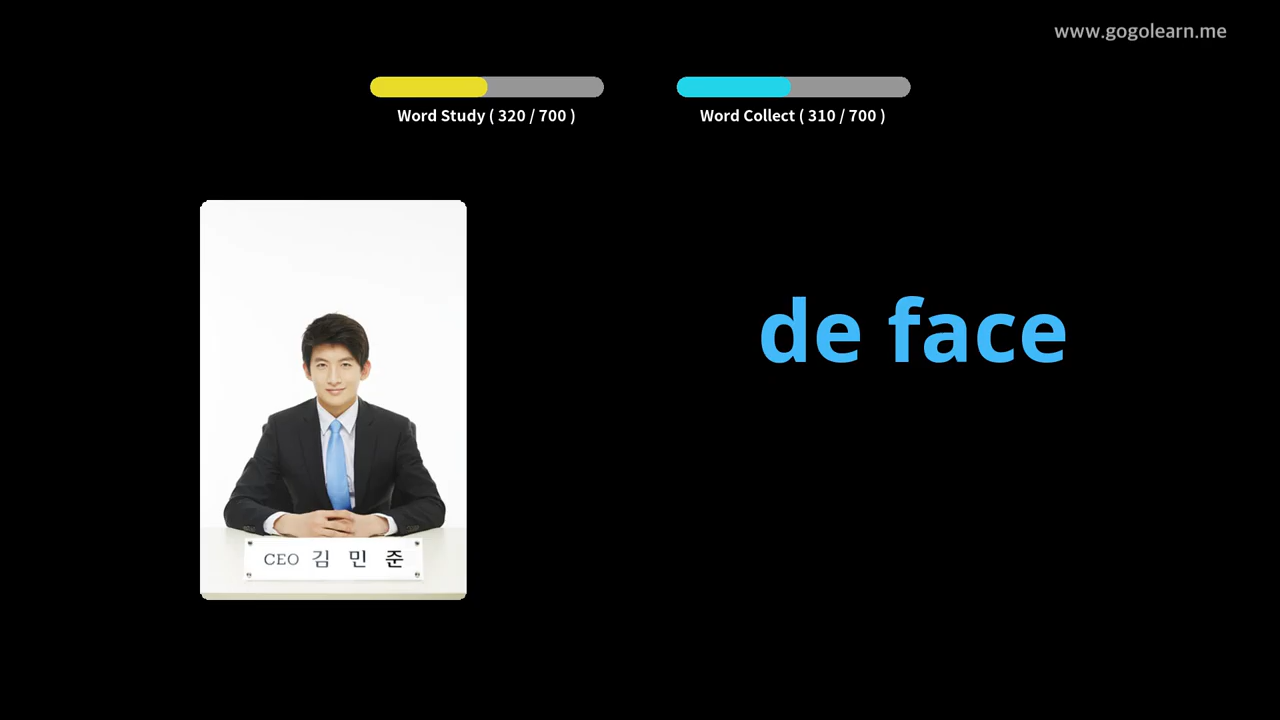 www.gogolearn.me
Word Study ( 320 / 700 )
Word Collect ( 310 / 700 )
de face
CEO 김 민 준